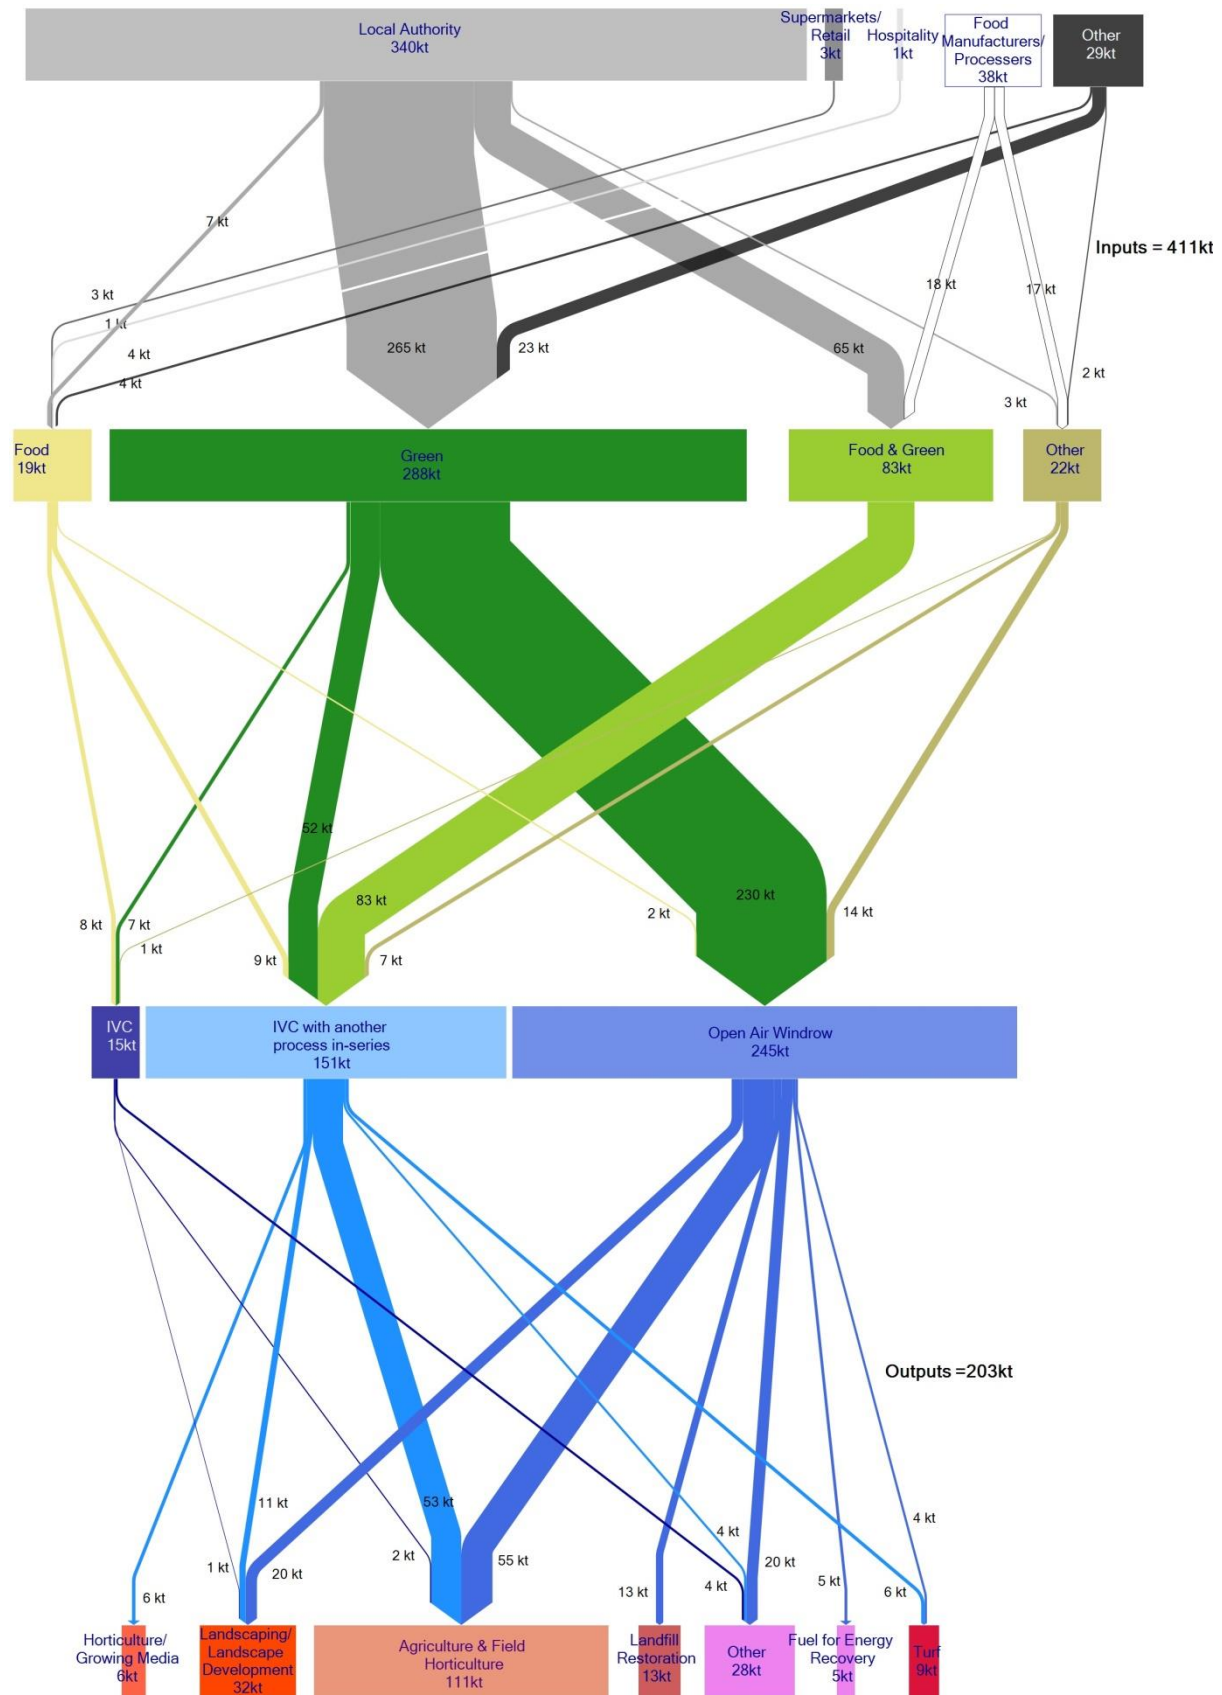 Local Authority
340kt
Supermarkets/
Retail
3kt
Hospitality
1kt
Food
Manufacturers/
Processers
38kt
Other
29kt
7 kt
Inputs = 411kt
18 kt
17 kt
3 kt
1 kt
4 kt
4 kt
265 kt
23 kt
65 kt
2 kt
3 kt
Food
19kt
Green
288kt
Food & Green
83kt
Other
22kt
52 kt
83 kt
230 kt
2 kt
14 kt
8 kt
7 kt
1 kt
9 kt
7 kt
IVC
15kt
IVC with another
process in-series
151kt
Open Air Windrow
245kt
Outputs =203kt
11 kt
53 kt
4 kt
4 kt
1 kt
20 kt
2 kt
55 kt
20 kt
6 kt
13 kt
4 kt
5 kt
6 kt
Horticulture/
Growing Media
6kt
Landscaping/
Landscape
Development
32kt
Agriculture & Field
Horticulture
111kt
Landfill
Restoration
13kt
Other
28kt
Fuel for Energy
Recovery
5kt
Turf
9kt